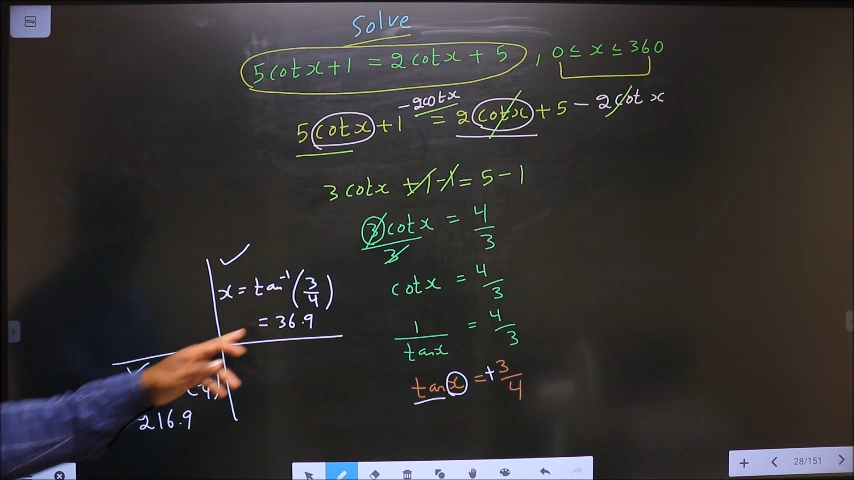 Solve
5cotx+1 = 2cotx + 5 , 0 ≤ x ≤ 360
5cotx + 1 -2cotx = 2cotx + 5 - 2cotx
3cotx +1 -1 = 5 - 1
3cotx/3 = 4/3
cotx = 4/3
1/tanx = 4/3
tanx = +3/4
x = tan⁻¹(3/4)
= 36.9
216.9
28/151